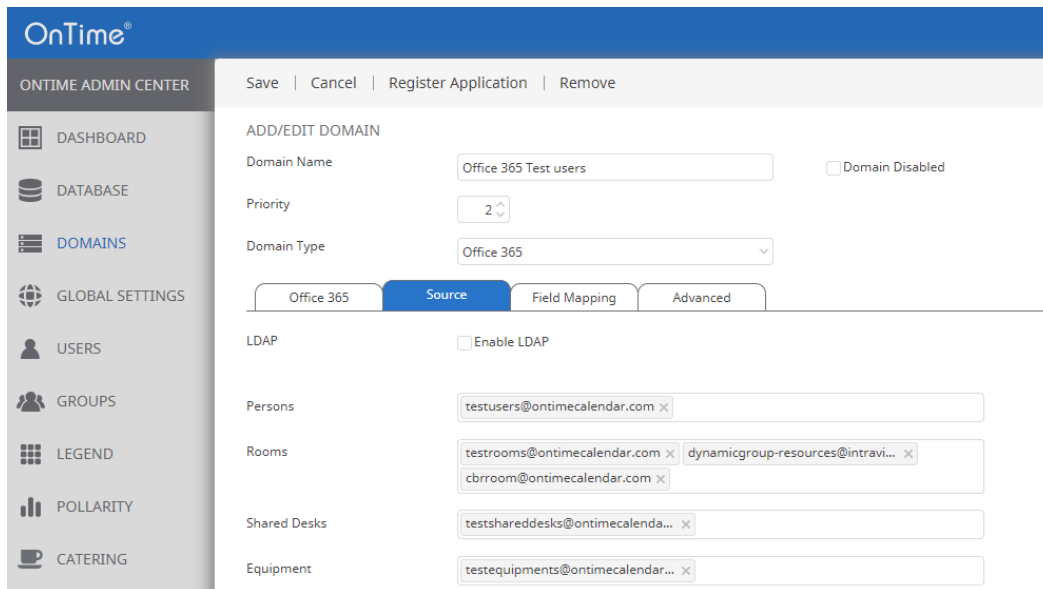 OnTime®
ONTIME ADMIN CENTER
Save | Cancel | Register Application | Remove
DASHBOARD
DATABASE
DOMAINS
GLOBAL SETTINGS
USERS
GROUPS
LEGEND
POLLARITY
CATERING
ADD/EDIT DOMAIN
Domain Name Office 365 Test users Domain Disabled
Priority 2
Domain Type Office 365
Office 365 Source Field Mapping Advanced
LDAP Enable LDAP
Persons testusers@ontimecalendar.com ×
Rooms testrooms@ontimecalendar.com × dynamicgroup-resources@intravi... ×
cbrroom@ontimecalendar.com ×
Shared Desks testshareddesks@ontimecalenda... ×
Equipment testequipments@ontimecalendar... ×